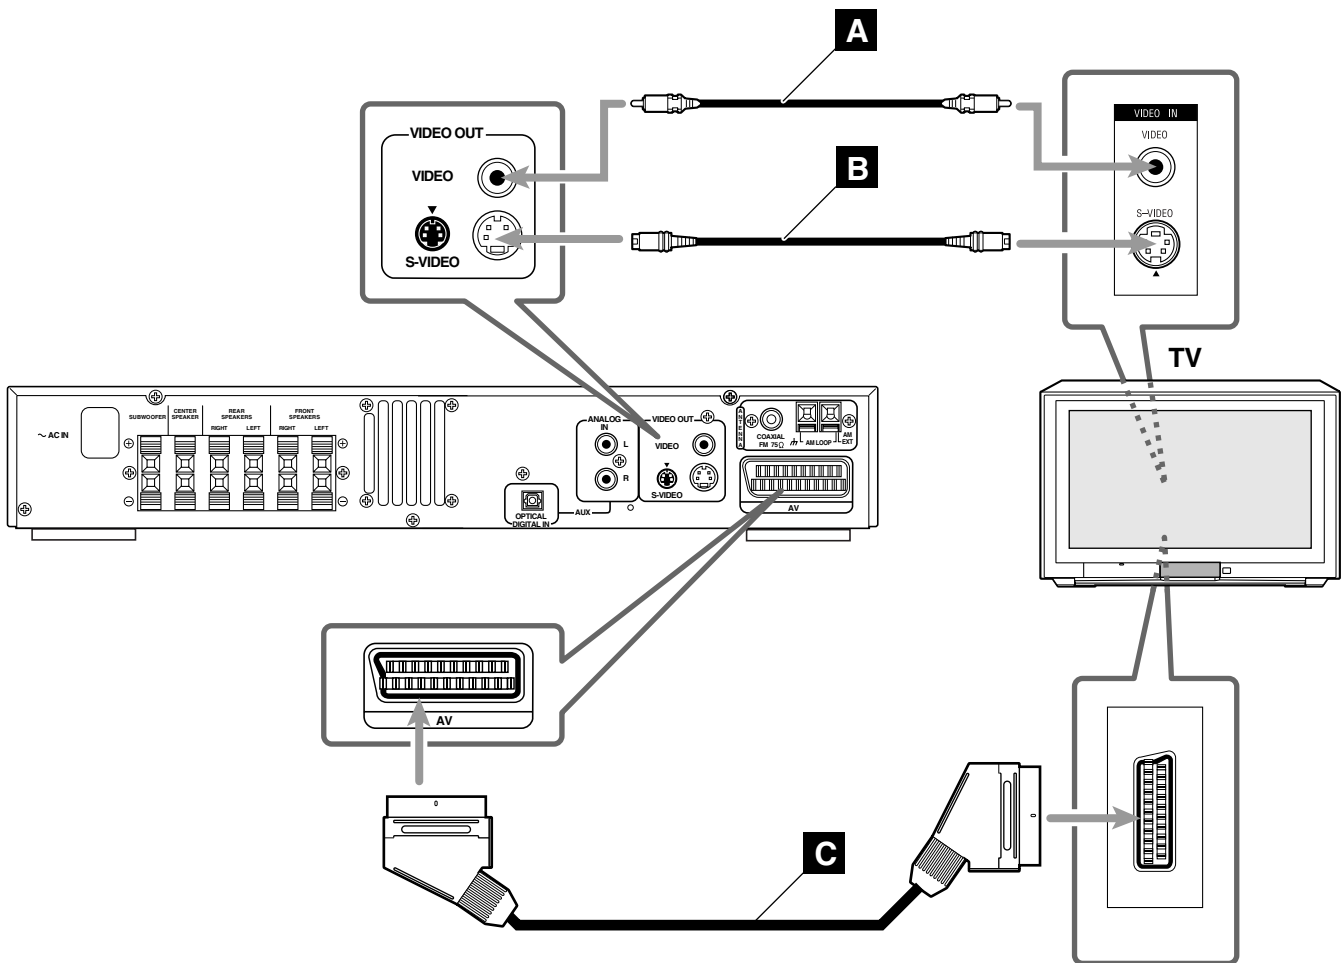 A
VIDEO OUT
VIDEO
S-VIDEO
B
VIDEO IN
VIDEO
S-VIDEO
TV
~ AC IN
SUBWOOFER
CENTER
SPEAKER
REAR
SPEAKERS
RIGHT LEFT
FRONT
SPEAKERS
RIGHT LEFT
ANALOG
IN
L
R
AUX
OPTICAL
DIGITAL IN
VIDEO OUT
VIDEO
S-VIDEO
ANTENNA
COAXIAL
FM 75Ω
AM LOOP
AM
EXT
AV
AV
C